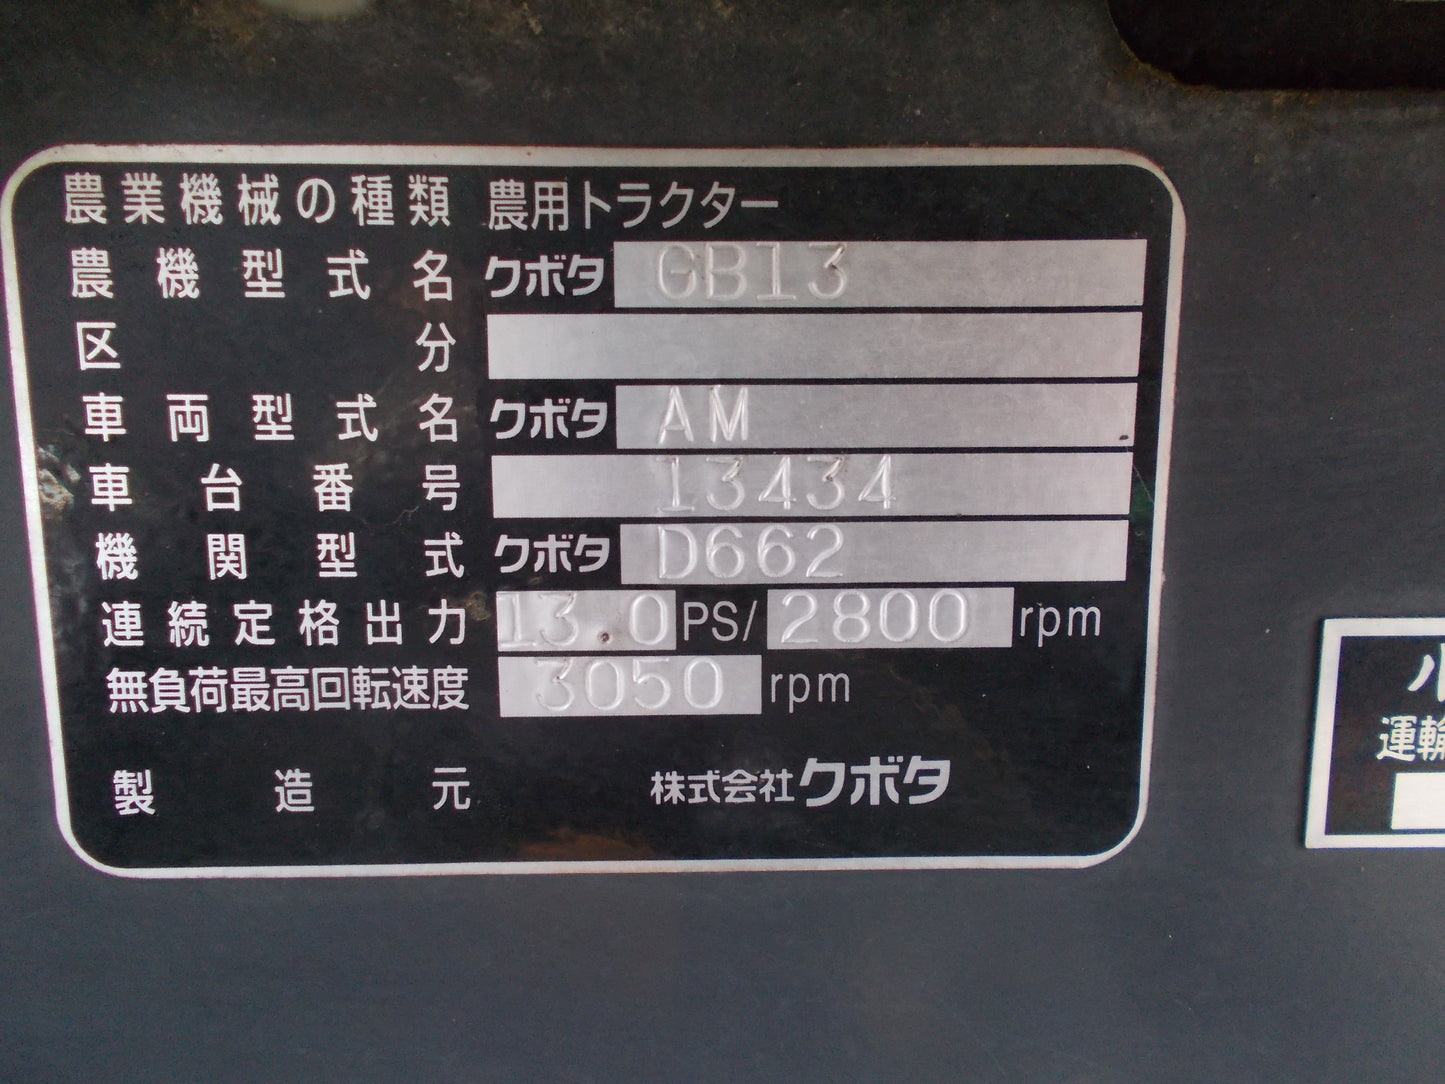 農業機械の種類 農用トラクター
農機型式名 クボタ GB13
区分
車両型式名 クボタ AM
車台番号 13434
機関型式 クボタ D662
連続定格出力 13.0 PS/ 2800 rpm
無負荷最高回転速度 3050 rpm
製造元 株式会社クボタ
小
運輸